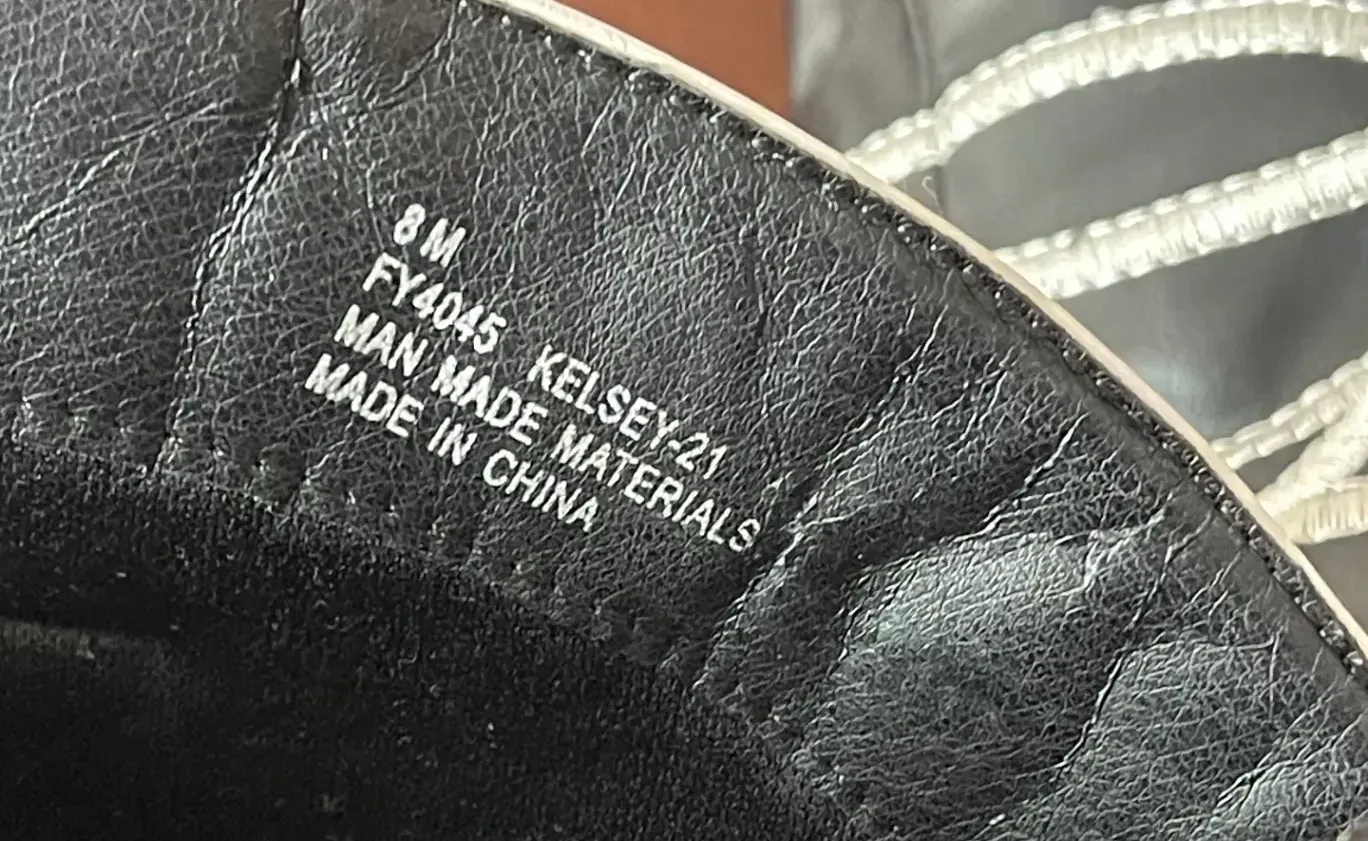 8 M
FY4045 KELSEY-21
MAN MADE MATERIALS
MADE IN CHINA